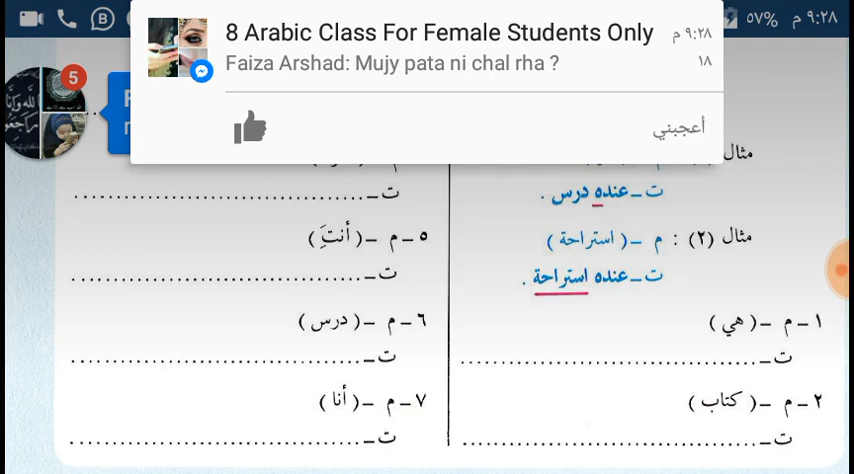 ٩:٢٨ م ٥٧%
8 Arabic Class For Female Students Only
٩:٢٨ م
Faiza Arshad: Mujy pata ni chal rha ?
١٨
أعجبني
5
مثال
ت – عنده درس .
مثال (٢) : م – ( استراحة )
ت – عنده استراحة .
١ – م – ( هي )
ت – ........................................
٢ – م – ( كتاب )
ت – ........................................
ت – ........................................
٥ – م – ( أنتَِ )
ت – ........................................
٦ – م – ( درس )
ت – ........................................
٧ – م – ( أنا )
ت – ........................................